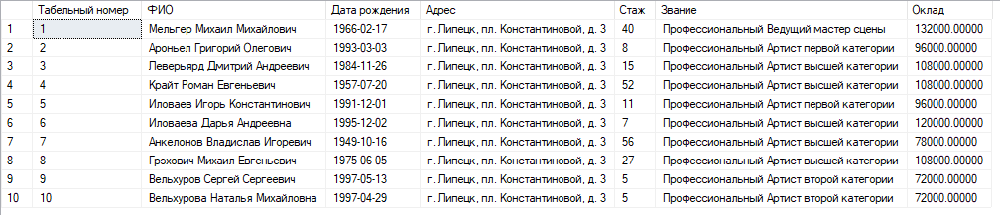 Табельный номер ФИО Дата рождения Адрес Стаж Звание Оклад
1 1 Мельгер Михаил Михайлович 1966-02-17 г. Липецк, пл. Константиновой, д. 3 40 Профессиональный Ведущий мастер сцены 132000.00000
2 2 Ароньел Григорий Олегович 1993-03-03 г. Липецк, пл. Константиновой, д. 3 8 Профессиональный Артист первой категории 96000.00000
3 3 Леверьярд Дмитрий Андреевич 1984-11-26 г. Липецк, пл. Константиновой, д. 3 15 Профессиональный Артист высшей категории 108000.00000
4 4 Крайт Роман Евгеньевич 1957-07-20 г. Липецк, пл. Константиновой, д. 3 52 Профессиональный Артист высшей категории 108000.00000
5 5 Иловаев Игорь Константинович 1991-12-01 г. Липецк, пл. Константиновой, д. 3 11 Профессиональный Артист первой категории 96000.00000
6 6 Иловаева Дарья Андреевна 1995-12-02 г. Липецк, пл. Константиновой, д. 3 7 Профессиональный Артист высшей категории 120000.00000
7 7 Анкелонов Владислав Игоревич 1949-10-16 г. Липецк, пл. Константиновой, д. 3 56 Профессиональный Артист высшей категории 78000.00000
8 8 Грэхович Михаил Евгеньевич 1975-06-05 г. Липецк, пл. Константиновой, д. 3 27 Профессиональный Артист высшей категории 108000.00000
9 9 Вельхуров Сергей Сергеевич 1997-05-13 г. Липецк, пл. Константиновой, д. 3 5 Профессиональный Артист второй категории 72000.00000
10 10 Вельхурова Наталья Михайловна 1997-04-29 г. Липецк, пл. Константиновой, д. 3 5 Профессиональный Артист второй категории 72000.00000